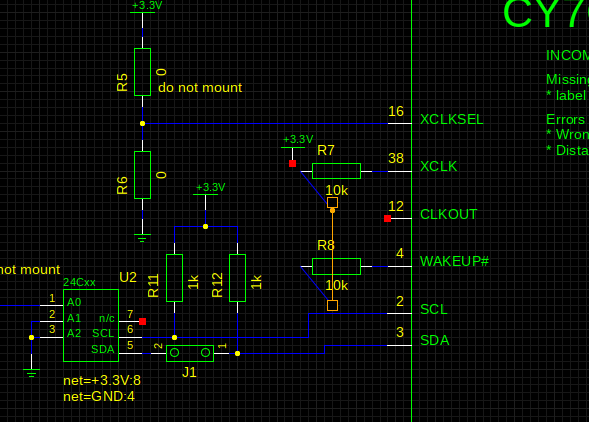 +3.3V
CY7
R5
0
do not mount
INCOM
Missin
* label
Errors
* Wron
* Dista
16
XCLKSEL
+3.3V
R7
38
XCLK
R6
0
+3.3V
10k
12
CLKOUT
R8
4
WAKEUP#
not mount
24Cxx
U2
R11
1k
R12
1k
10k
1
A0
2
A1
n/c
7
2
SCL
3
A2
SCL
6
SDA
5
2
1
3
SDA
J1
net=+3.3V:8
net=GND:4